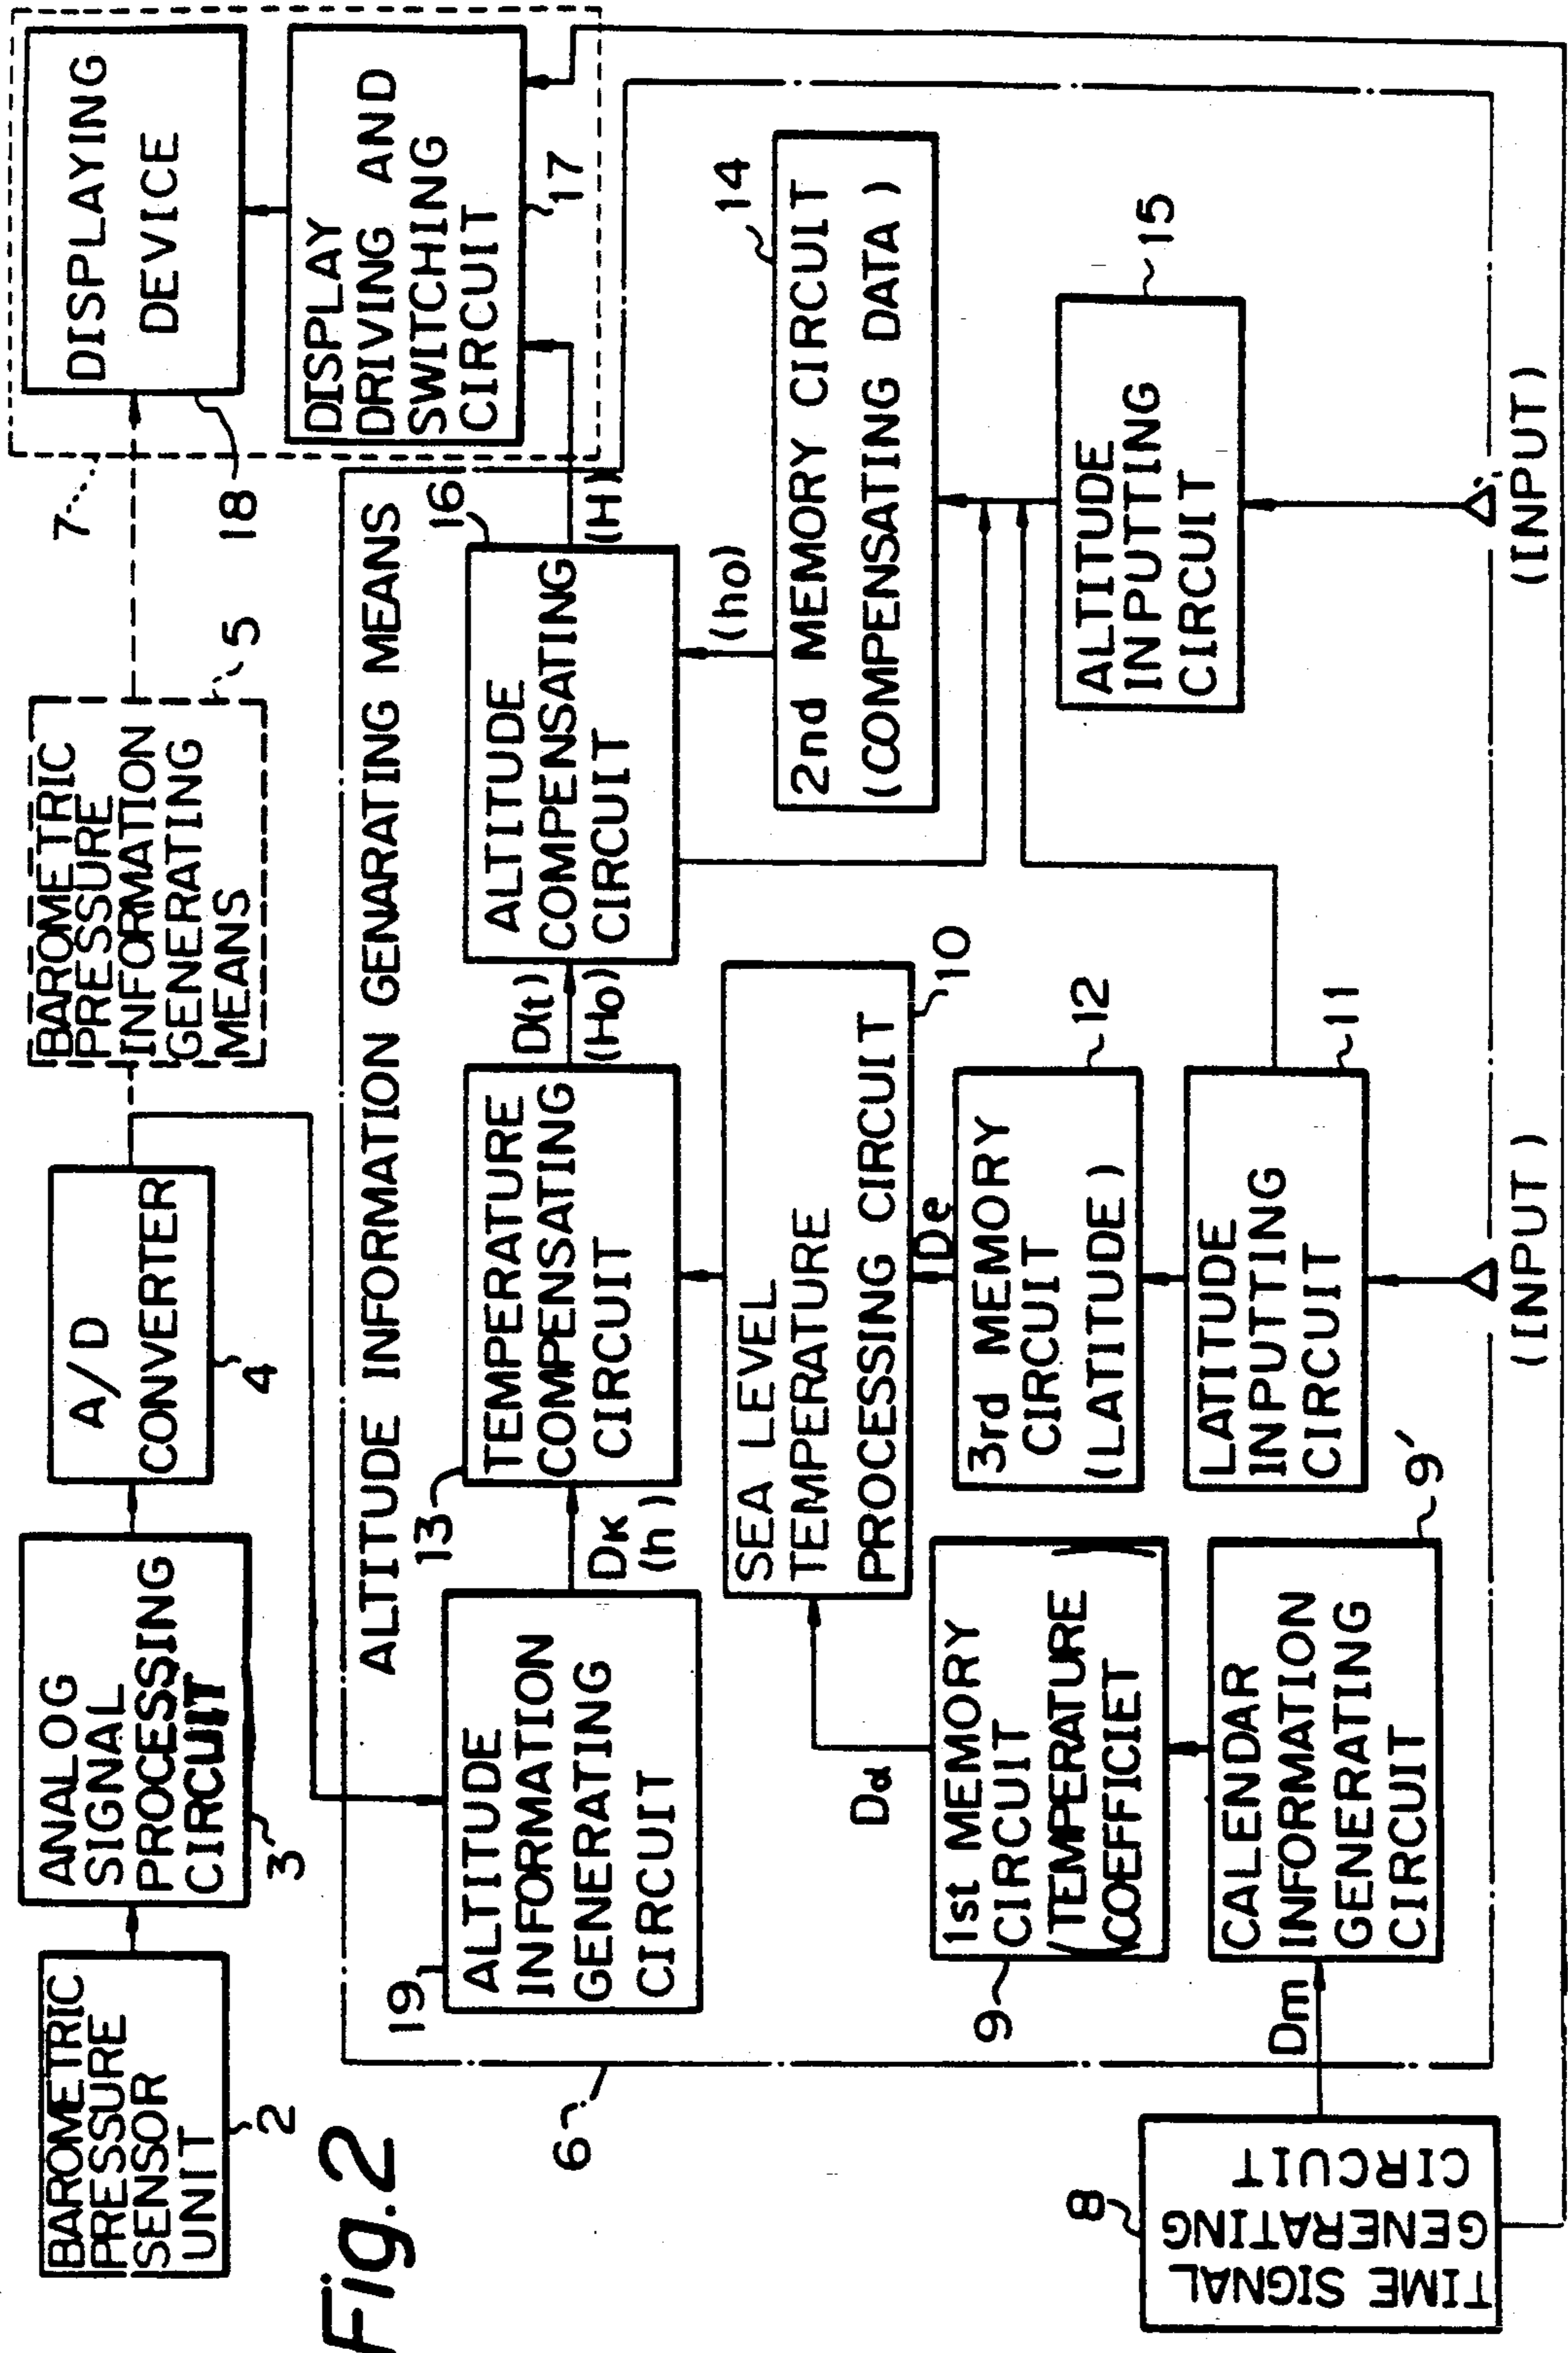 BAROMETRIC
PRESSURE
SENSOR
UNIT
2
ANALOG
SIGNAL
PROCESSING
CIRCUIT
3
A/D
CONVERTER
4
BAROMETRIC
PRESSURE
INFORMATION
GENERATING
MEANS
5
7
DISPLAYING
DEVICE
18
DISPLAY
DRIVING AND
SWITCHING
CIRCUIT
17
Fig.2
6
ALTITUDE INFORMATION GENARATING MEANS
19
ALTITUDE
INFORMATION
GENERATING
CIRCUIT
DK
(h)
13
TEMPERATURE
COMPENSATING
CIRCUIT
D(t)
(Ho)
16
ALTITUDE
COMPENSATING
CIRCUIT
(H)
(ho)
SEA LEVEL
TEMPERATURE
PROCESSING CIRCUIT
10
14
2nd MEMORY CIRCUIT
(COMPENSATING DATA)
Dd
De
9
1st MEMORY
CIRCUIT
(TEMPERATURE
COEFFICIET)
3rd MEMORY
CIRCUIT
(LATITUDE)
12
ALTITUDE
INPUTTING
CIRCUIT
15
Dm
CALENDAR
INFORMATION
GENERATING
CIRCUIT
9'
LATITUDE
INPUTTING
CIRCUIT
11
8
TIME SIGNAL
GENERATING
CIRCUIT
(INPUT)
(INPUT)